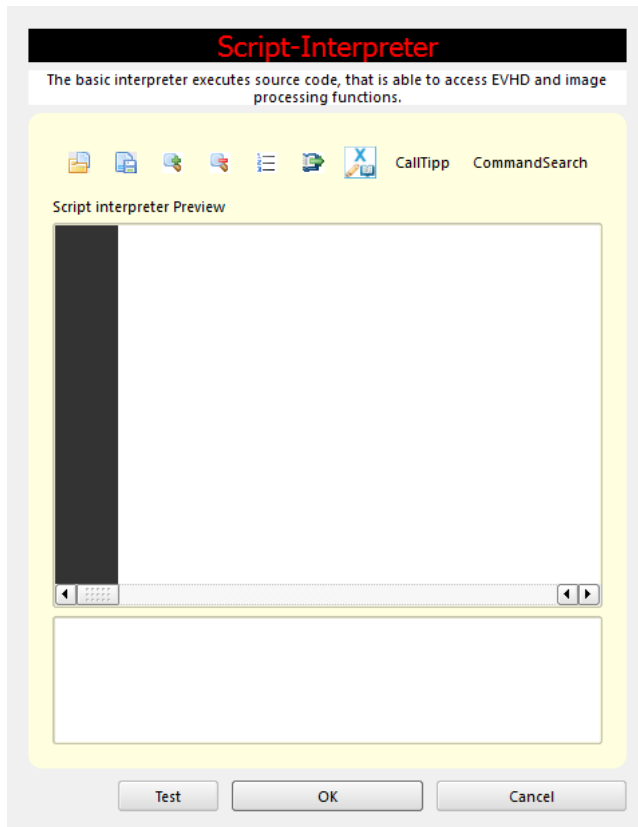 Script-Interpreter
The basic interpreter executes source code, that is able to access EVHD and image
processing functions.
CallTipp CommandSearch
Script interpreter Preview
Test OK Cancel